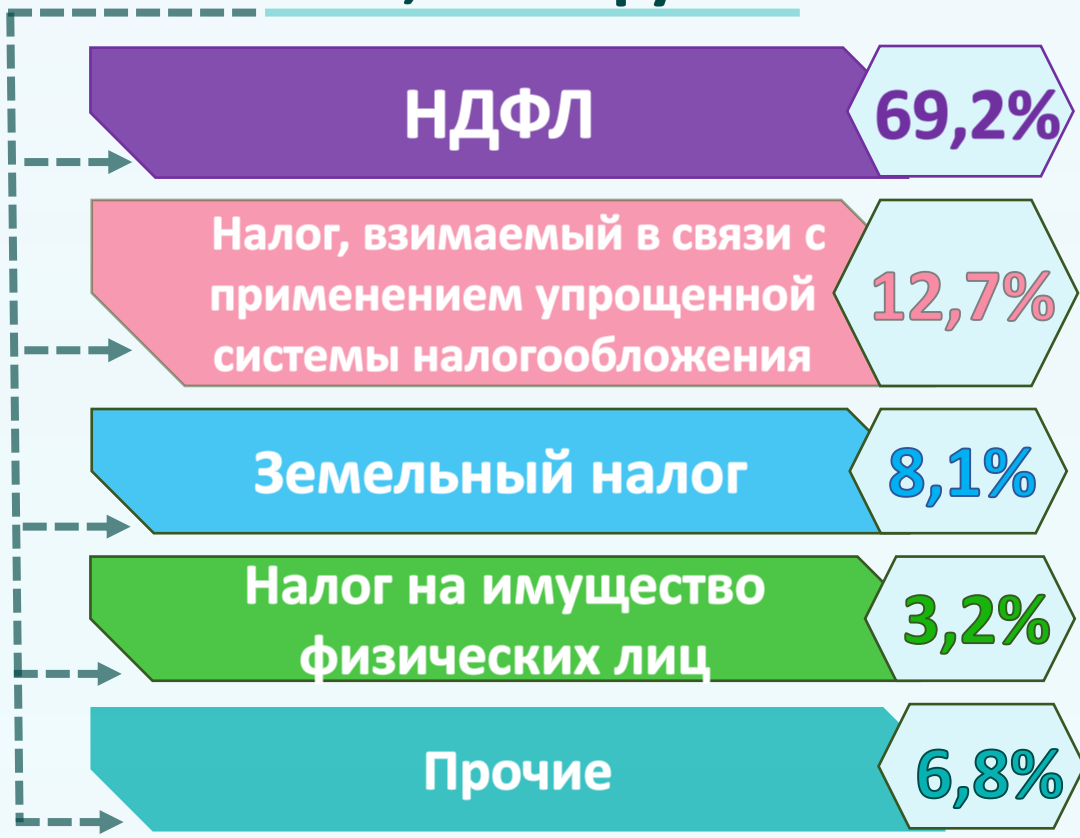 НДФЛ
69,2%
Налог, взимаемый в связи с
применением упрощенной
системы налогообложения
12,7%
Земельный налог
8,1%
Налог на имущество
физических лиц
3,2%
Прочие
6,8%